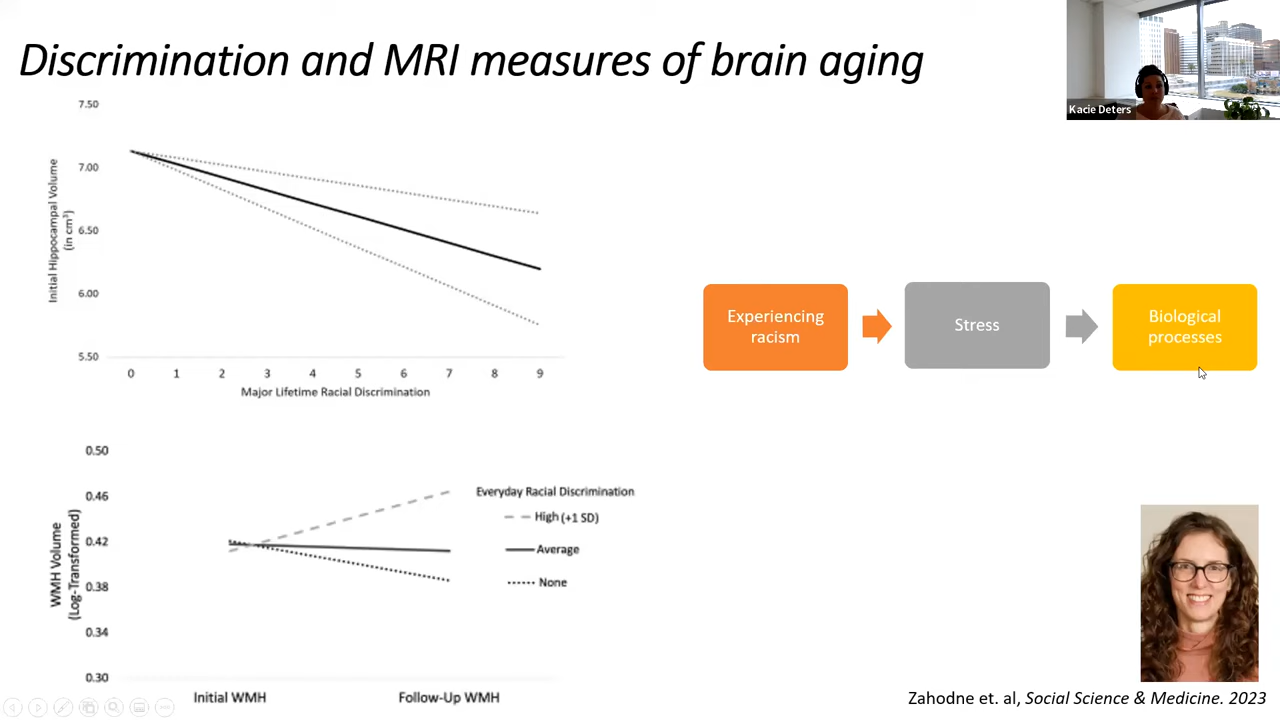 Discrimination and MRI measures of brain aging
Kacie Deters
7.50
7.00
6.50
6.00
5.50
Initial Hippocampal Volume
(in cm³)
0 1 2 3 4 5 6 7 8 9
Major Lifetime Racial Discrimination
Experiencing
racism
Stress
Biological
processes
0.50
0.46
0.42
0.38
0.34
0.30
WMH Volume
(Log-Transformed)
Everyday Racial Discrimination
High (+1 SD)
Average
None
Initial WMH
Follow-Up WMH
Zahodne et. al, Social Science & Medicine. 2023